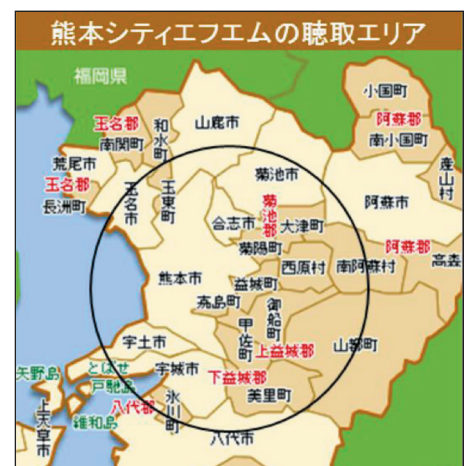 熊本シティエフエムの聴取エリア
福岡県
小国町
玉名郡
和水町
山鹿市
阿蘇郡
南関町
南小国町
荒尾市
菊池市
産山村
玉名郡
玉名市
玉東町
菊池郡
阿蘇市
長洲町
合志市
大津町
菊陽町
阿蘇郡
熊本市
西原村
南阿蘇村
高森
益城町
嘉島町
御船町
甲佐町
山都町
宇土市
上益城郡
とばせ
宇城市
下益城郡
矢野島
戸馳島
八代郡
氷川町
美里町
上天草市
維和島
八代市